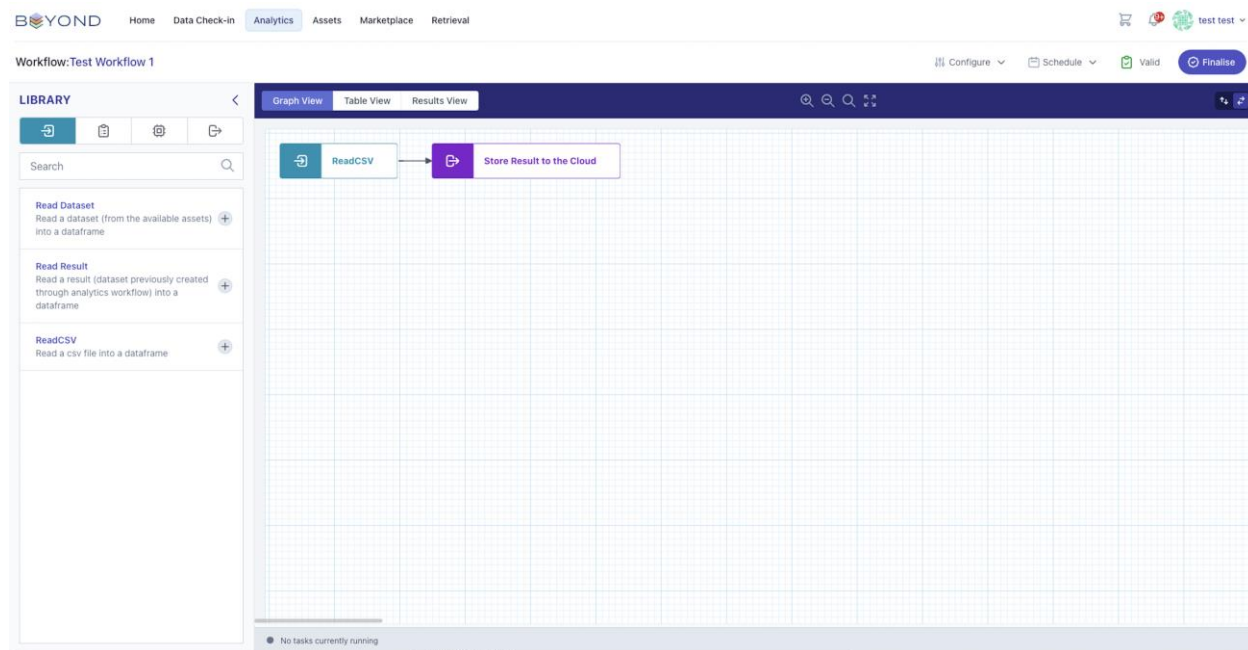 BEYOND
Home Data Check-in Analytics Assets Marketplace Retrieval
9+
test test
Workflow:Test Workflow 1
Configure Schedule Valid Finalise
LIBRARY
Graph View Table View Results View
Search
ReadCSV Store Result to the Cloud
Read Dataset
Read a dataset (from the available assets)
into a dataframe
Read Result
Read a result (dataset previously created
through analytics workflow) into a
dataframe
ReadCSV
Read a csv file into a dataframe
No tasks currently running